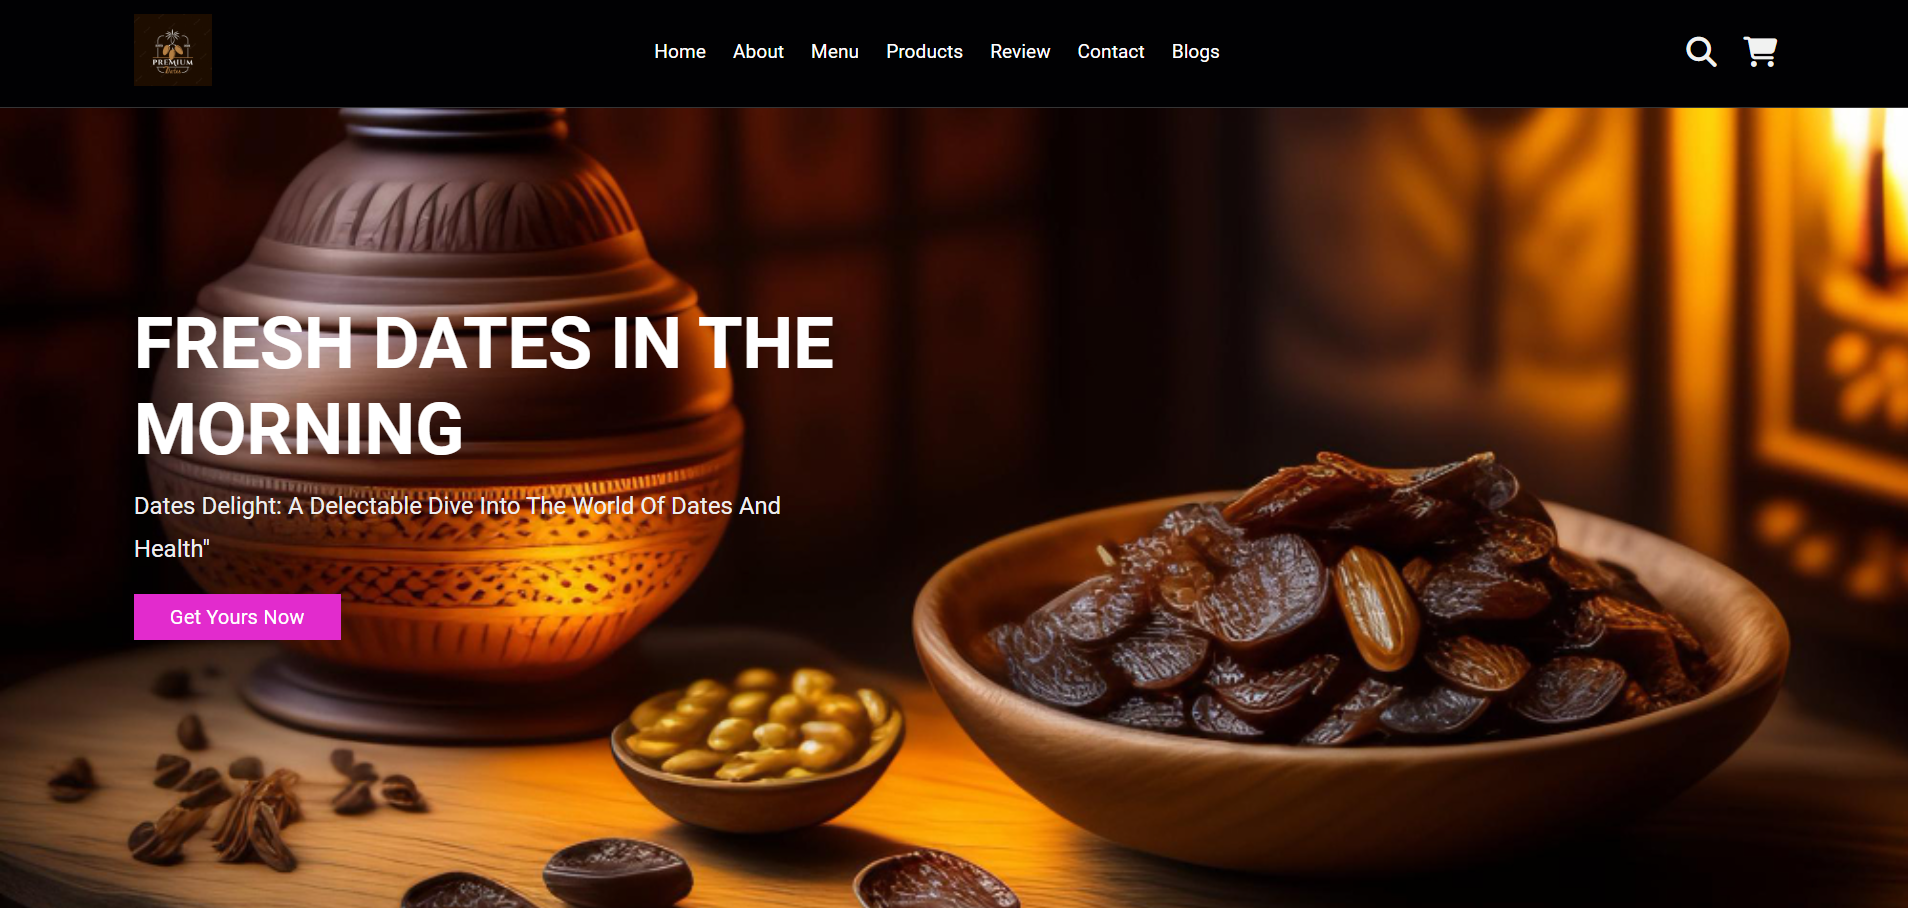 PREMIUM
Dates
Home About Menu Products Review Contact Blogs
FRESH DATES IN THE
MORNING
Dates Delight: A Delectable Dive Into The World Of Dates And
Health"
Get Yours Now